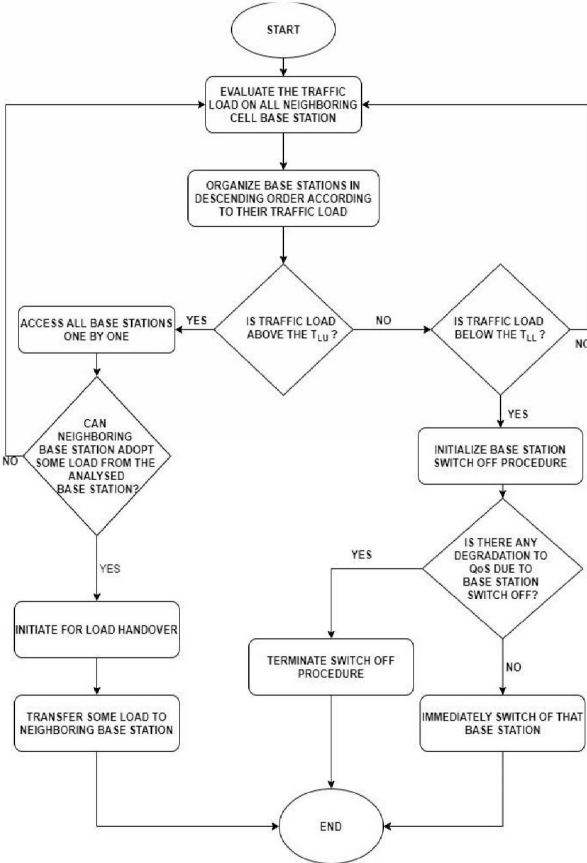 START
EVALUATE THE TRAFFIC
LOAD ON ALL NEIGHBORING
CELL BASE STATION
ORGANIZE BASE STATIONS IN
DESCENDING ORDER ACCORDING
TO THEIR TRAFFIC LOAD
IS TRAFFIC LOAD
ABOVE THE TLU ?
YES
NO
ACCESS ALL BASE STATIONS
ONE BY ONE
IS TRAFFIC LOAD
BELOW THE TLL ?
NO
YES
CAN
NEIGHBORING
BASE STATION ADOPT
SOME LOAD FROM THE
ANALYSED
BASE STATION?
NO
YES
INITIALIZE BASE STATION
SWITCH OFF PROCEDURE
IS THERE ANY
DEGRADATION TO
QoS DUE TO
BASE STATION
SWITCH OFF?
YES
NO
INITIATE FOR LOAD HANDOVER
TERMINATE SWITCH OFF
PROCEDURE
TRANSFER SOME LOAD TO
NEIGHBORING BASE STATION
IMMEDIATELY SWITCH OF THAT
BASE STATION
END